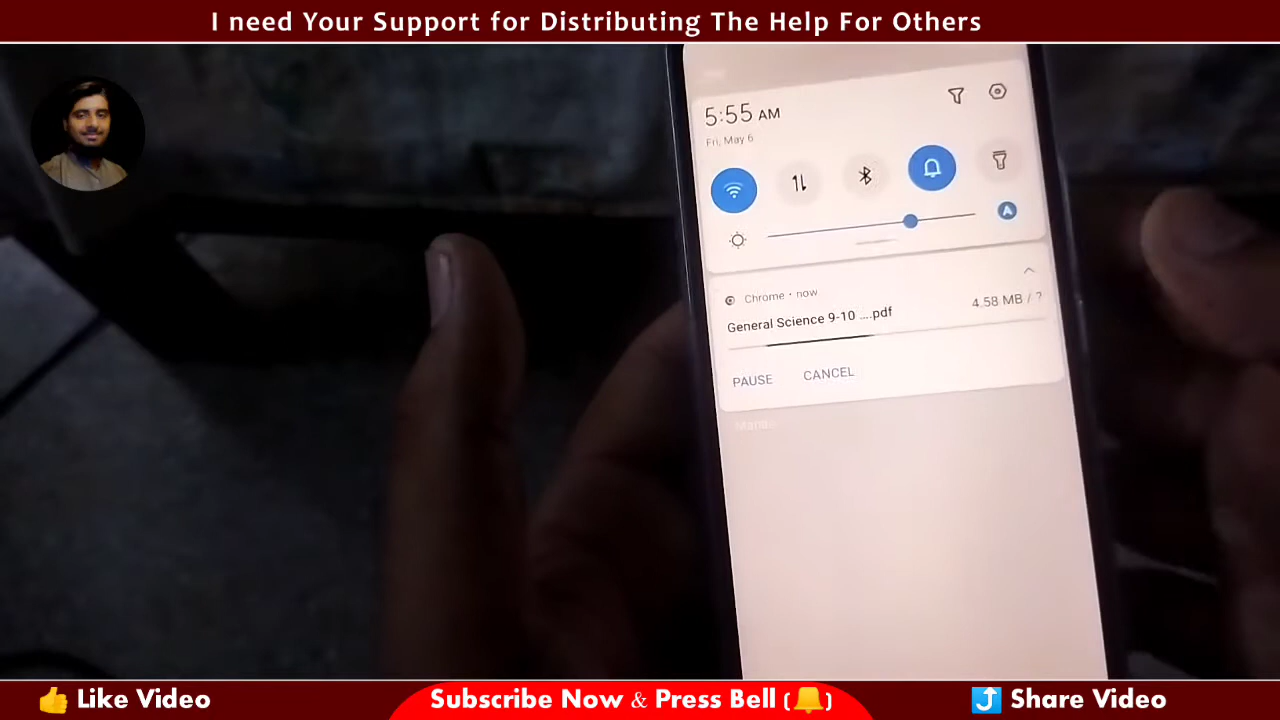 I need Your Support for Distributing The Help For Others
5:55 AM
Fri, May 6
A
Chrome • now
General Science 9-10 ....pdf
4.58 MB / ?
PAUSE CANCEL
👍 Like Video
Subscribe Now & Press Bell (🔔)
⤴ Share Video